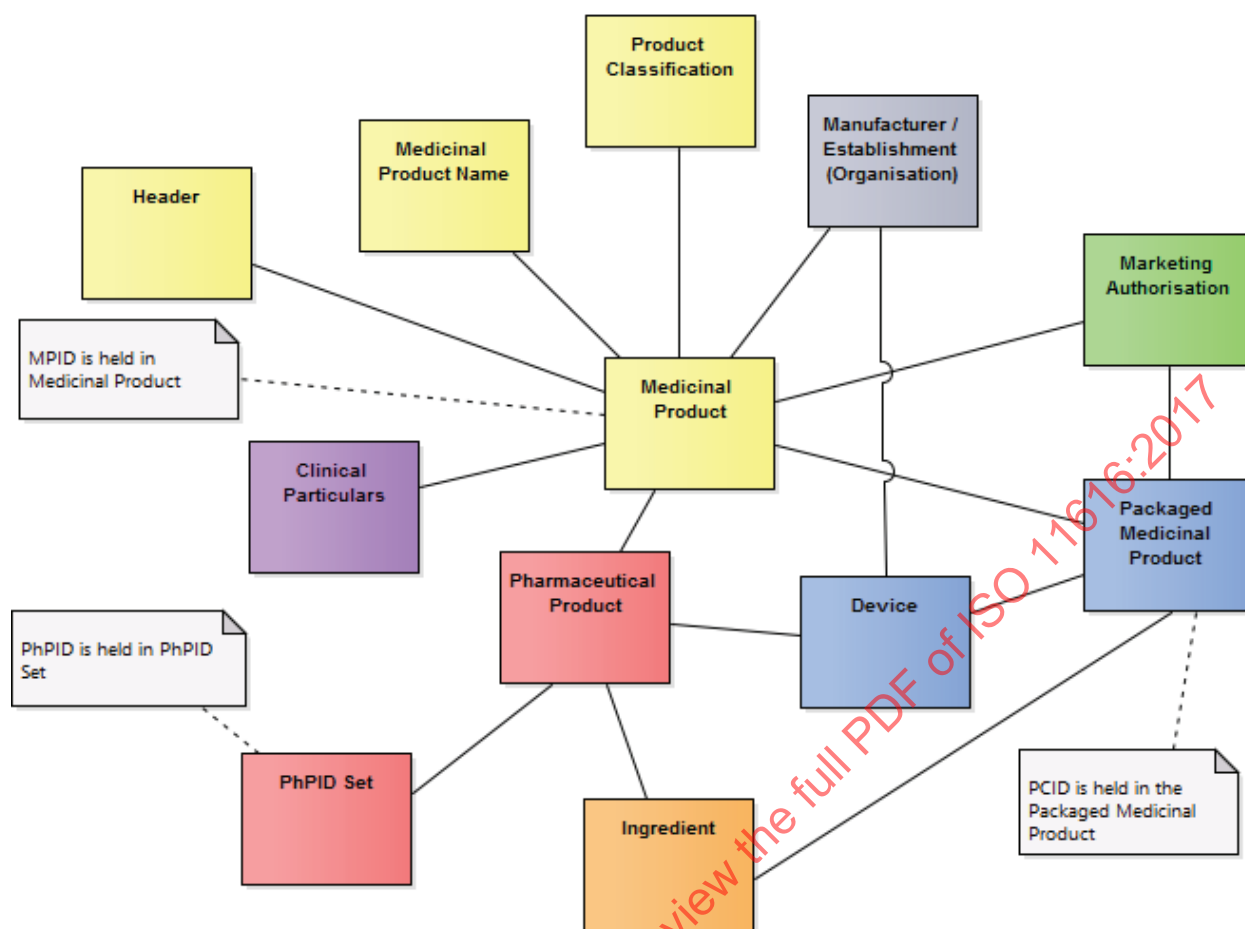 Product
Classification
Manufacturer /
Establishment
(Organisation)
Medicinal
Product Name
Header
Marketing
Authorisation
MPID is held in
Medicinal Product
Medicinal
Product
Clinical
Particulars
Packaged
Medicinal
Product
Pharmaceutical
Product
Device
PhPID is held in PhPID
Set
PhPID Set
Ingredient
PCID is held in the
Packaged Medicinal
Product
view the full PDF of ISO 11616:2017